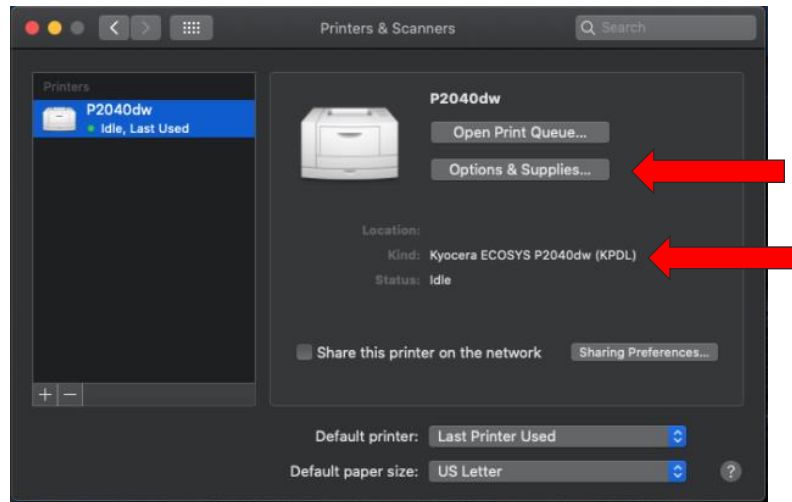 Printers & Scanners
Search
Printers
P2040dw
Idle, Last Used
+ −
P2040dw
Open Print Queue...
Options & Supplies...
Location:
Kind: Kyocera ECOSYS P2040dw (KPDL)
Status: Idle
Share this printer on the network Sharing Preferences...
Default printer: Last Printer Used
Default paper size: US Letter ?